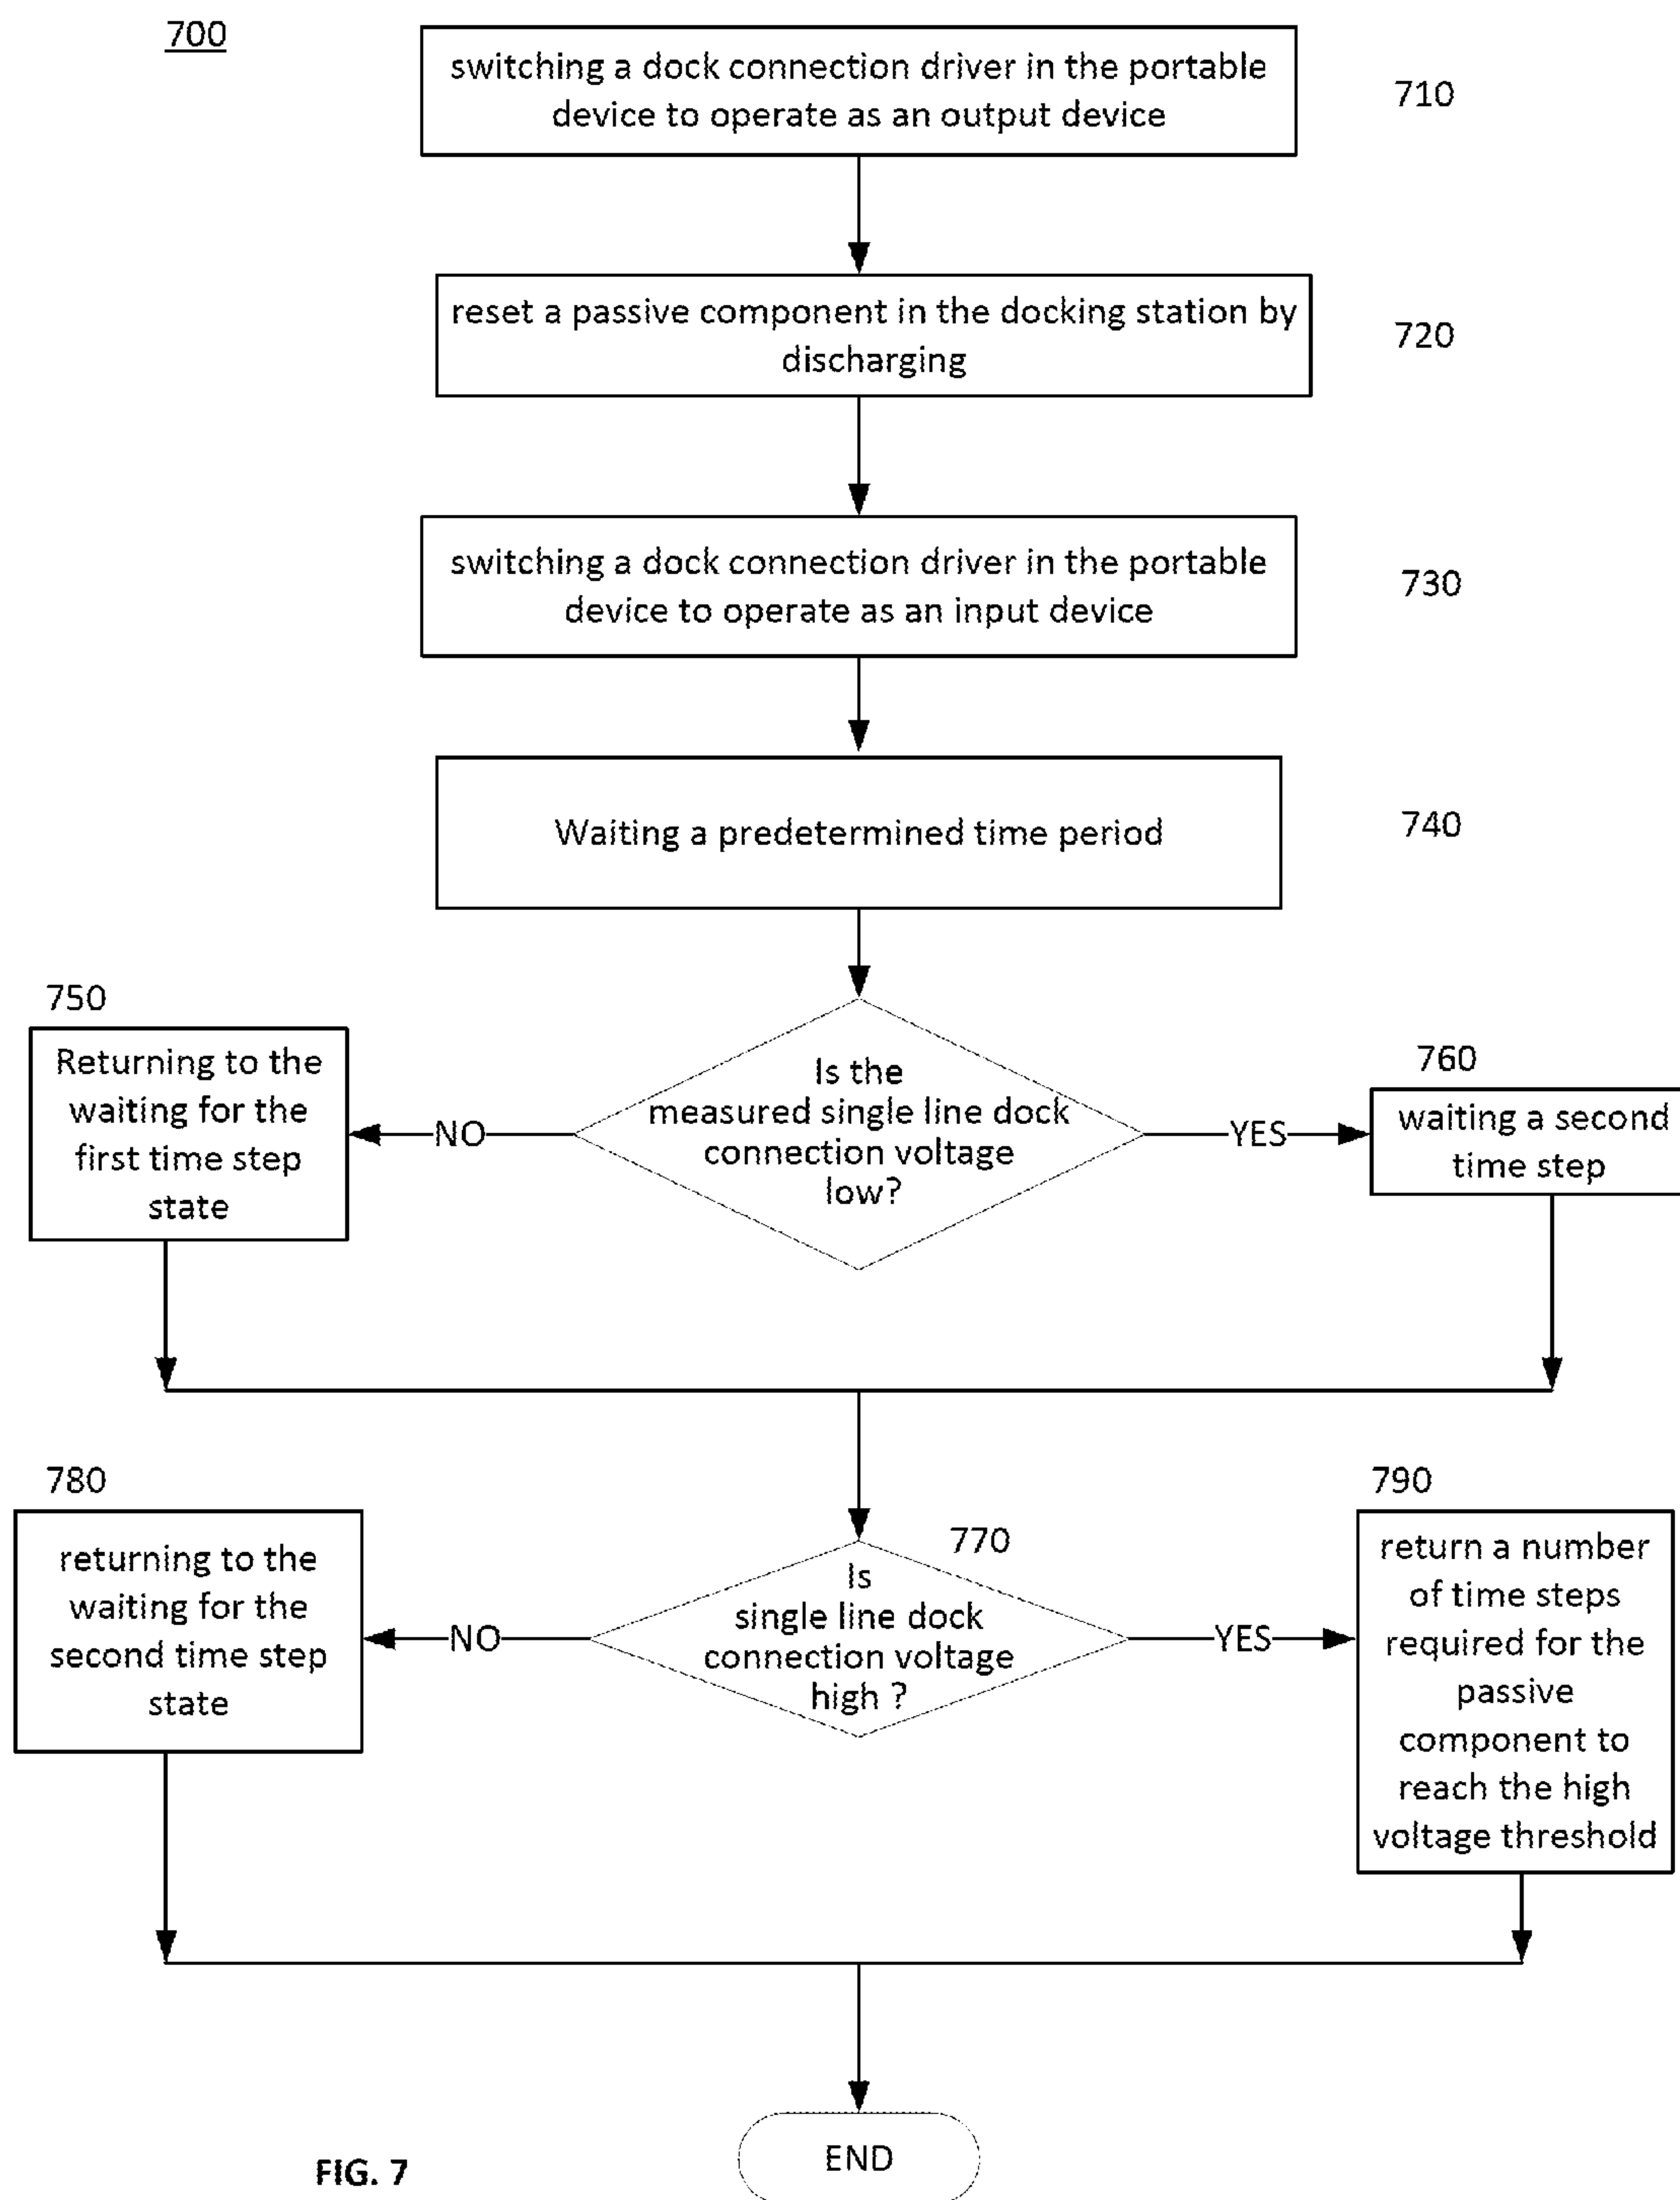 700
switching a dock connection driver in the portable
device to operate as an output device
710
reset a passive component in the docking station by
discharging
720
switching a dock connection driver in the portable
device to operate as an input device
730
Waiting a predetermined time period
740
750
Returning to the
waiting for the
first time step
state
NO
Is the
measured single line dock
connection voltage
low?
YES
760
waiting a second
time step
780
returning to the
waiting for the
second time step
state
NO
770
Is
single line dock
connection voltage
high ?
YES
790
return a number
of time steps
required for the
passive
component to
reach the high
voltage threshold
END
FIG. 7